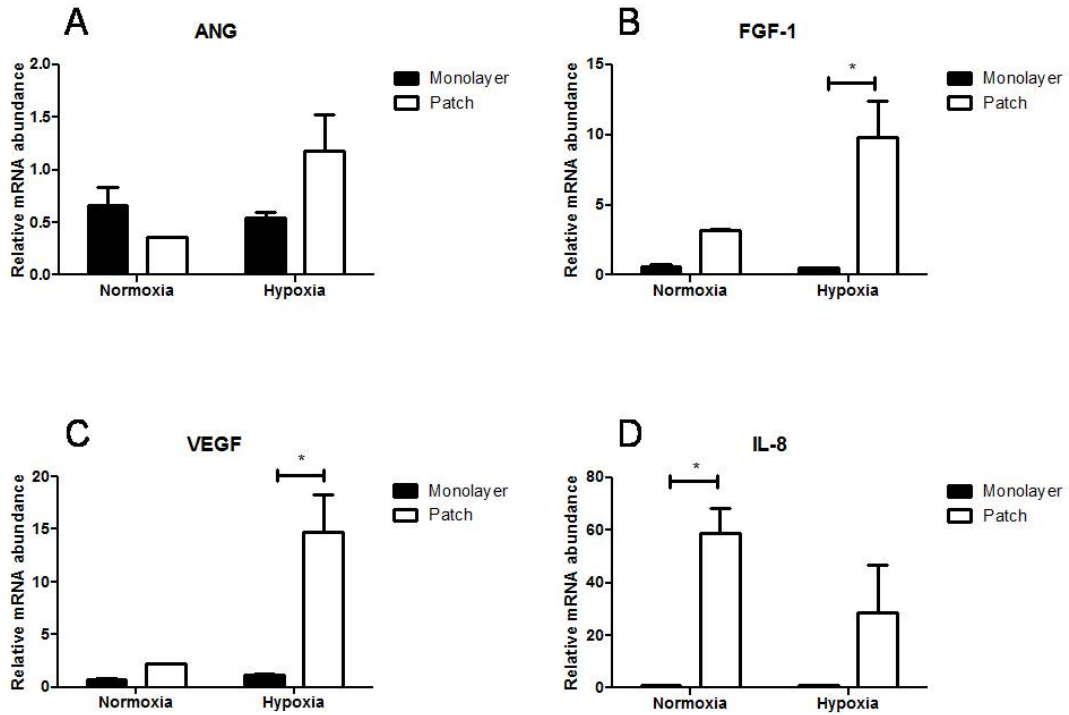 A
ANG
Relative mRNA abundance
2.0
1.5
1.0
0.5
0.0
Normoxia
Hypoxia
Monolayer
Patch
B
FGF-1
Relative mRNA abundance
15
10
5
0
*
Normoxia
Hypoxia
Monolayer
Patch
C
VEGF
Relative mRNA abundance
20
15
10
5
0
*
Normoxia
Hypoxia
Monolayer
Patch
D
IL-8
Relative mRNA abundance
80
60
40
20
0
*
Normoxia
Hypoxia
Monolayer
Patch